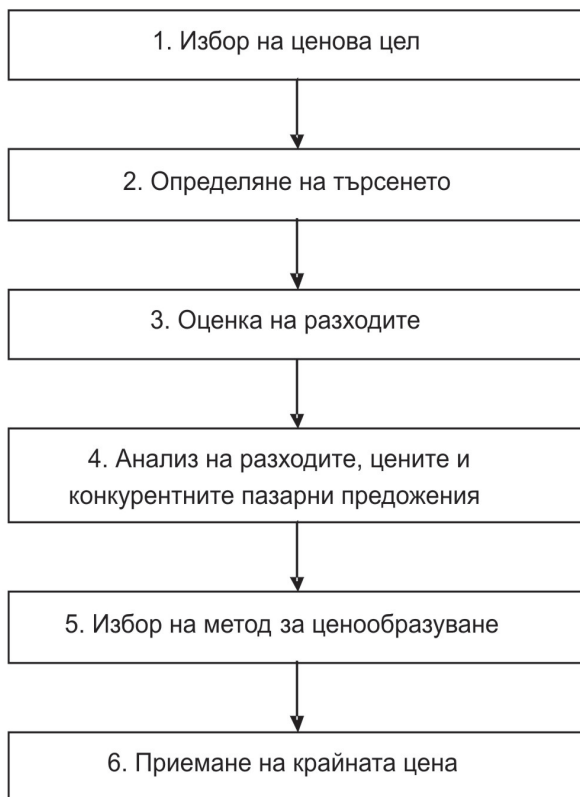 1. Избор на ценова цел
2. Определяне на търсенето
3. Оценка на разходите
4. Анализ на разходите, цените и
конкурентните пазарни предожения
5. Избор на метод за ценообразуване
6. Приемане на крайната цена